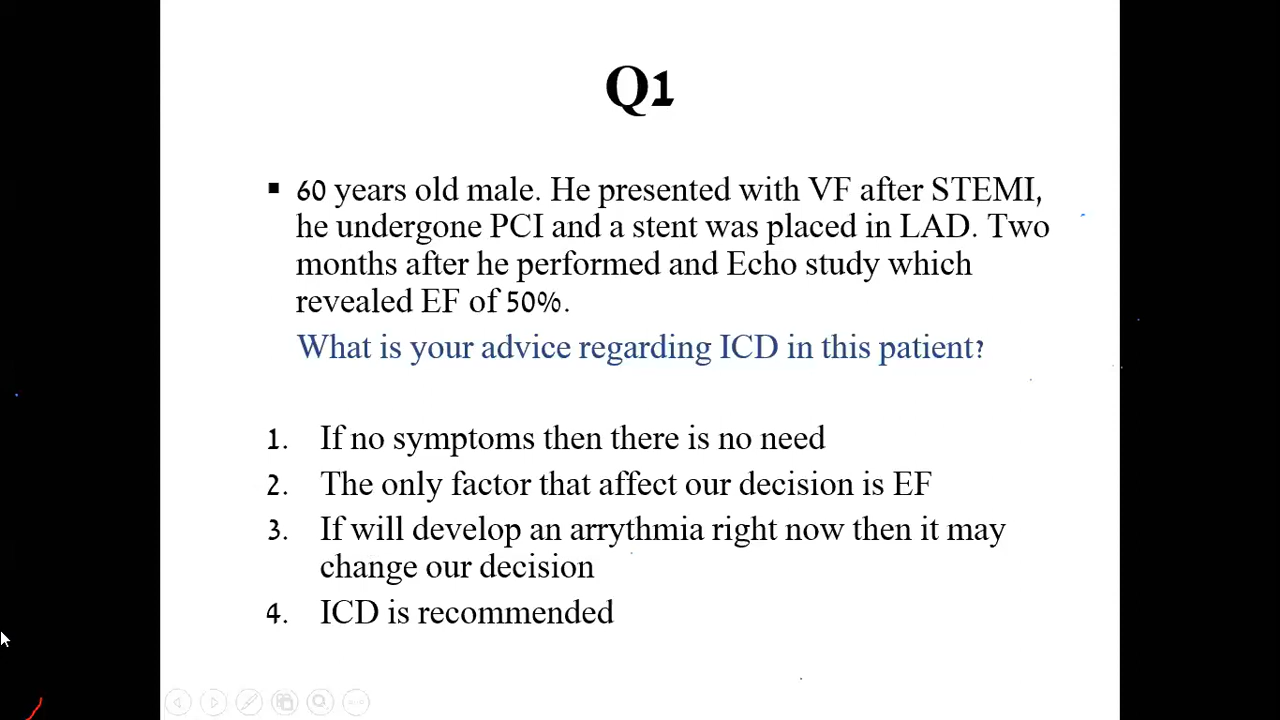 Q1
▪ 60 years old male. He presented with VF after STEMI,
he undergone PCI and a stent was placed in LAD. Two
months after he performed and Echo study which
revealed EF of 50%.
What is your advice regarding ICD in this patient?
1. If no symptoms then there is no need
2. The only factor that affect our decision is EF
3. If will develop an arrythmia right now then it may
change our decision
4. ICD is recommended